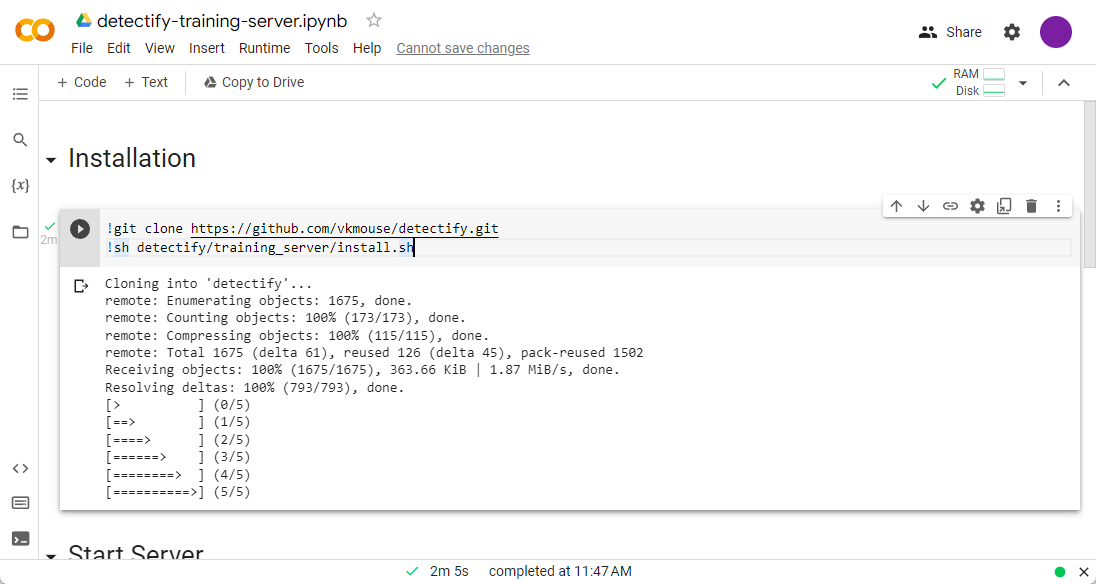 detectify-training-server.ipynb
File Edit View Insert Runtime Tools Help Cannot save changes
Share
+ Code + Text Copy to Drive
RAM
Disk
Installation
{x}
2m
!git clone https://github.com/vkmouse/detectify.git
!sh detectify/training_server/install.sh
Cloning into 'detectify'...
remote: Enumerating objects: 1675, done.
remote: Counting objects: 100% (173/173), done.
remote: Compressing objects: 100% (115/115), done.
remote: Total 1675 (delta 61), reused 126 (delta 45), pack-reused 1502
Receiving objects: 100% (1675/1675), 363.66 KiB | 1.87 MiB/s, done.
Resolving deltas: 100% (793/793), done.
[>          ] (0/5)
[==>        ] (1/5)
[====>      ] (2/5)
[======>    ] (3/5)
[========>  ] (4/5)
[==========>] (5/5)
Start Server
2m 5s completed at 11:47 AM